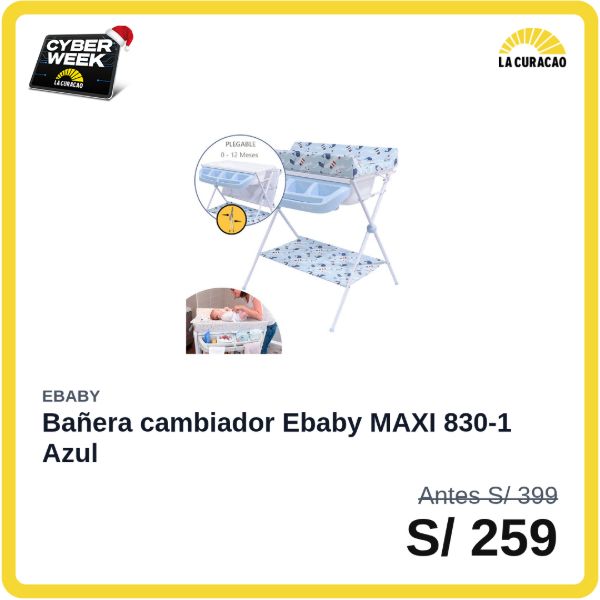 CYBER
WEEK
LA CURACAO
LA CURACAO
PLEGABLE
0 - 12 Meses
EBABY
Bañera cambiador Ebaby MAXI 830-1
Azul
Antes S/ 399
S/ 259